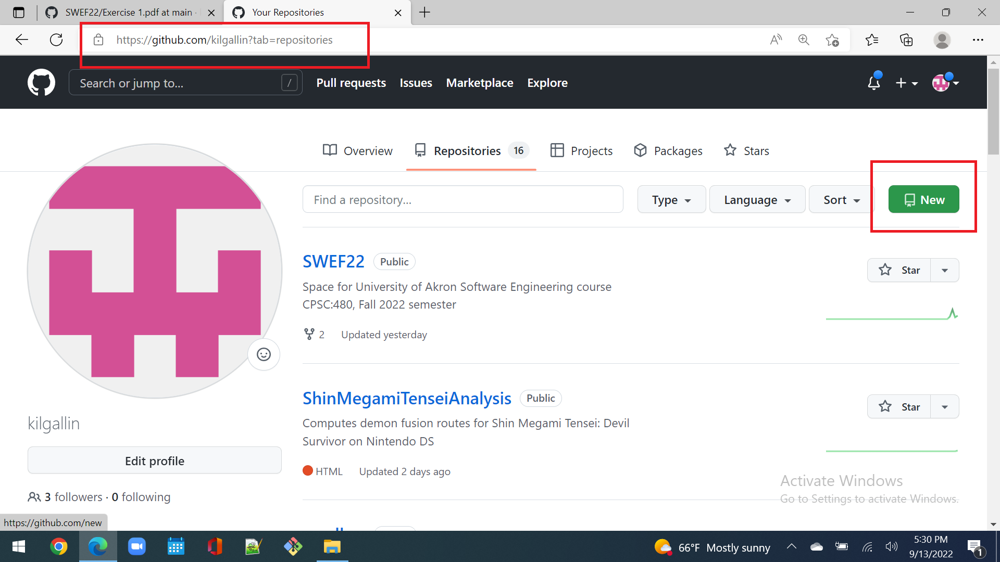 SWEF22/Exercise 1.pdf at main ·
Your Repositories
https://github.com/kilgallin?tab=repositories
Search or jump to...
/
Pull requests
Issues
Marketplace
Explore
Overview
Repositories 16
Projects
Packages
Stars
Find a repository...
Type
Language
Sort
New
SWEF22 Public
Star
Space for University of Akron Software Engineering course
CPSC:480, Fall 2022 semester
2 Updated yesterday
ShinMegamiTenseiAnalysis Public
Star
Computes demon fusion routes for Shin Megami Tensei: Devil
Survivor on Nintendo DS
HTML Updated 2 days ago
kilgallin
Edit profile
3 followers · 0 following
Activate Windows
Go to Settings to activate Windows.
https://github.com/new
66°F Mostly sunny
5:30 PM
9/13/2022
1